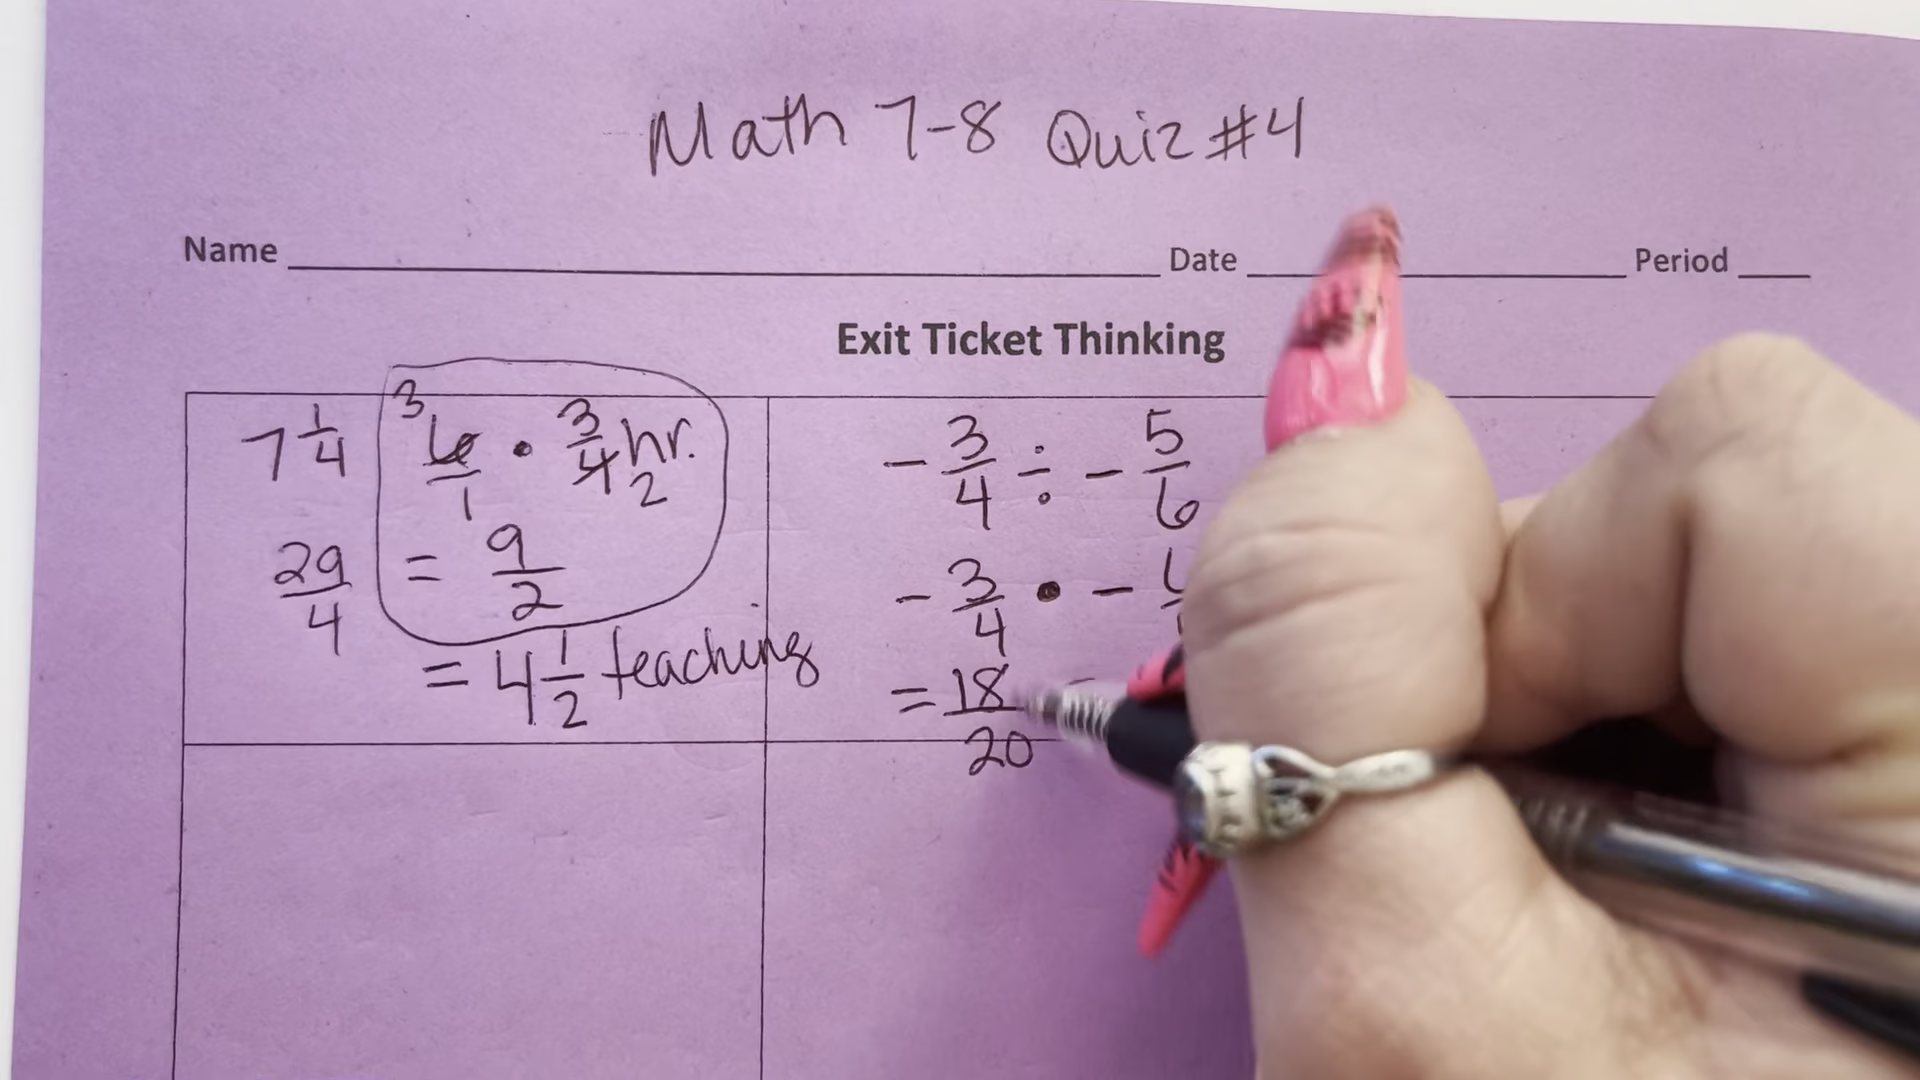 Math 7-8 Quiz #4
Name Date Period
Exit Ticket Thinking
7 1/4
29/4
3 6/1 • 3/4 hr. 2
= 9/2
= 4 1/2 teaching
- 3/4 ÷ - 5/6
- 3/4 • -
= 18/20